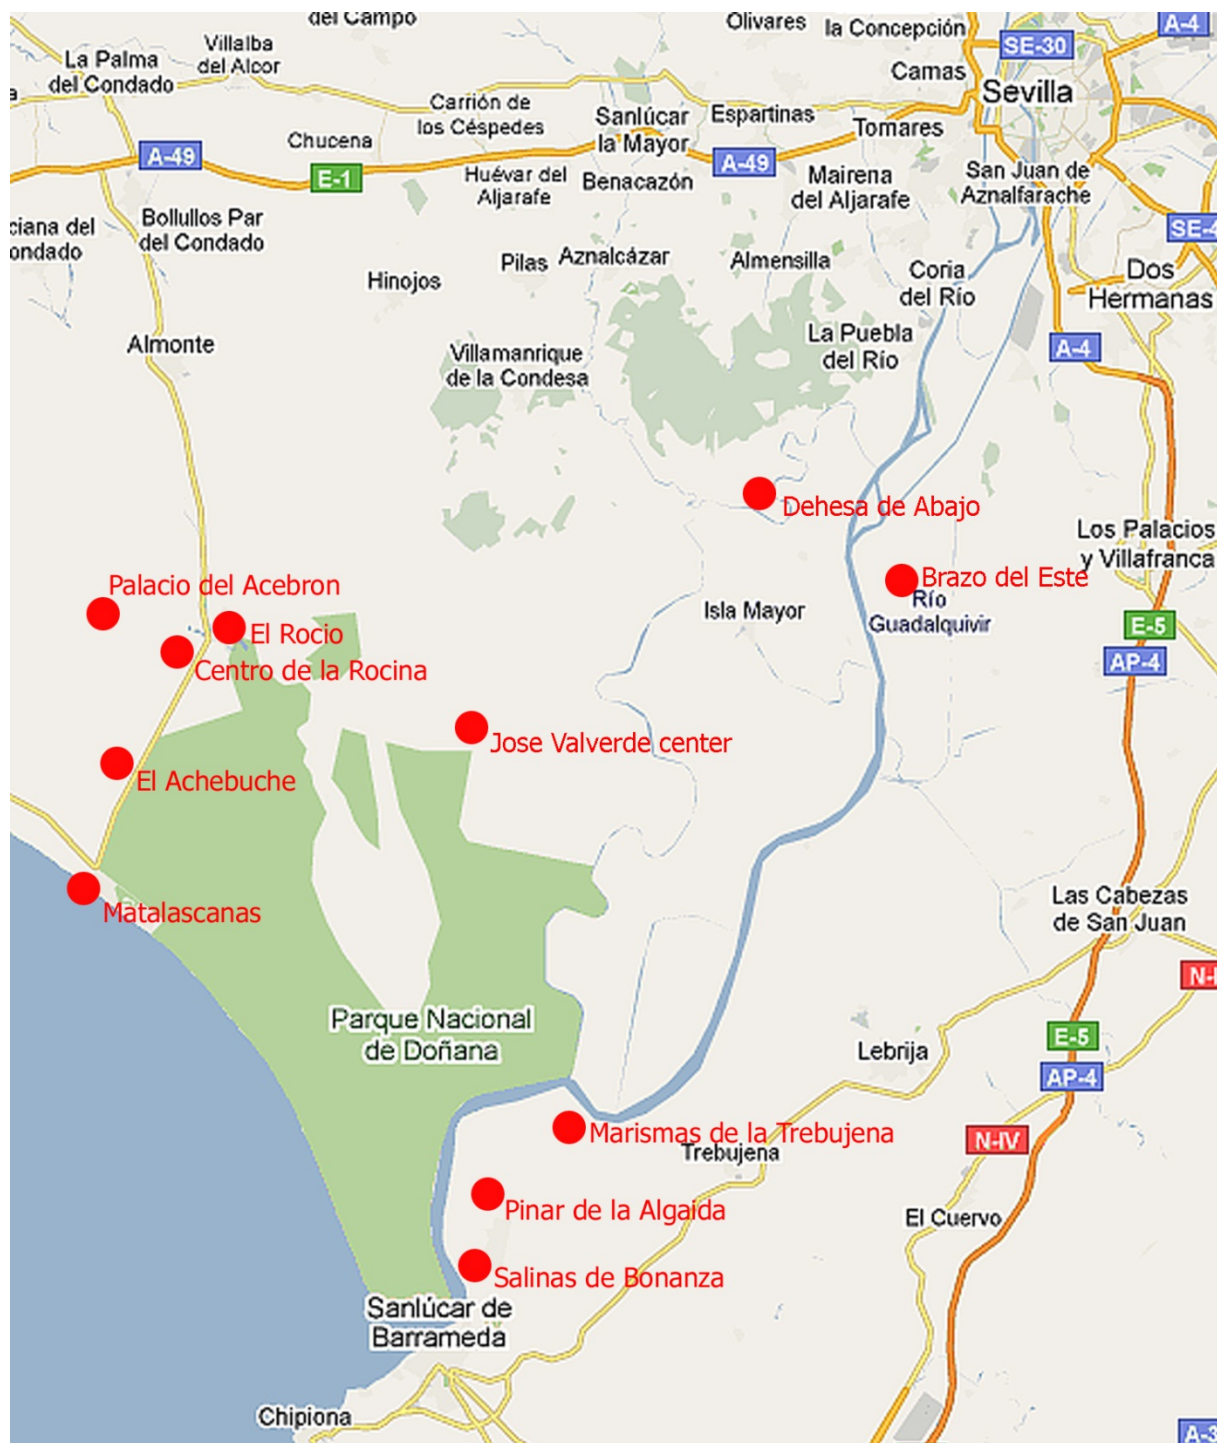 del Campo
Olivares
la Concepción
A-4
SE-30
Villalba
del Alcor
La Palma
del Condado
Camas
Sevilla
Carrión de
los Céspedes
Sanlúcar
la Mayor
Espartinas
Tomares
Chucena
A-49
A-49
E-1
Huévar del
Aljarafe
Benacazón
Mairena
del Aljarafe
San Juan de
Aznalfarache
ciana del
ondado
Bollullos Par
del Condado
SE-4
Hinojos
Pilas
Aznalcázar
Almensilla
Coria
del Río
Dos
Hermanas
Almonte
Villamanrique
de la Condesa
La Puebla
del Río
A-4
Dehesa de Abajo
Los Palacios
y Villafranca
Palacio del Acebron
Brazo del Este
Río
Guadalquivir
Isla Mayor
El Rocio
E-5
Centro de la Rocina
AP-4
Jose Valverde center
El Achebuche
Matalascanas
Las Cabezas
de San Juan
N-I
Parque Nacional
de Doñana
Lebrija
E-5
AP-4
Marismas de la Trebujena
Trebujena
N-IV
Pinar de la Algaida
El Cuervo
Salinas de Bonanza
Sanlúcar de
Barrameda
Chipiona
A-3